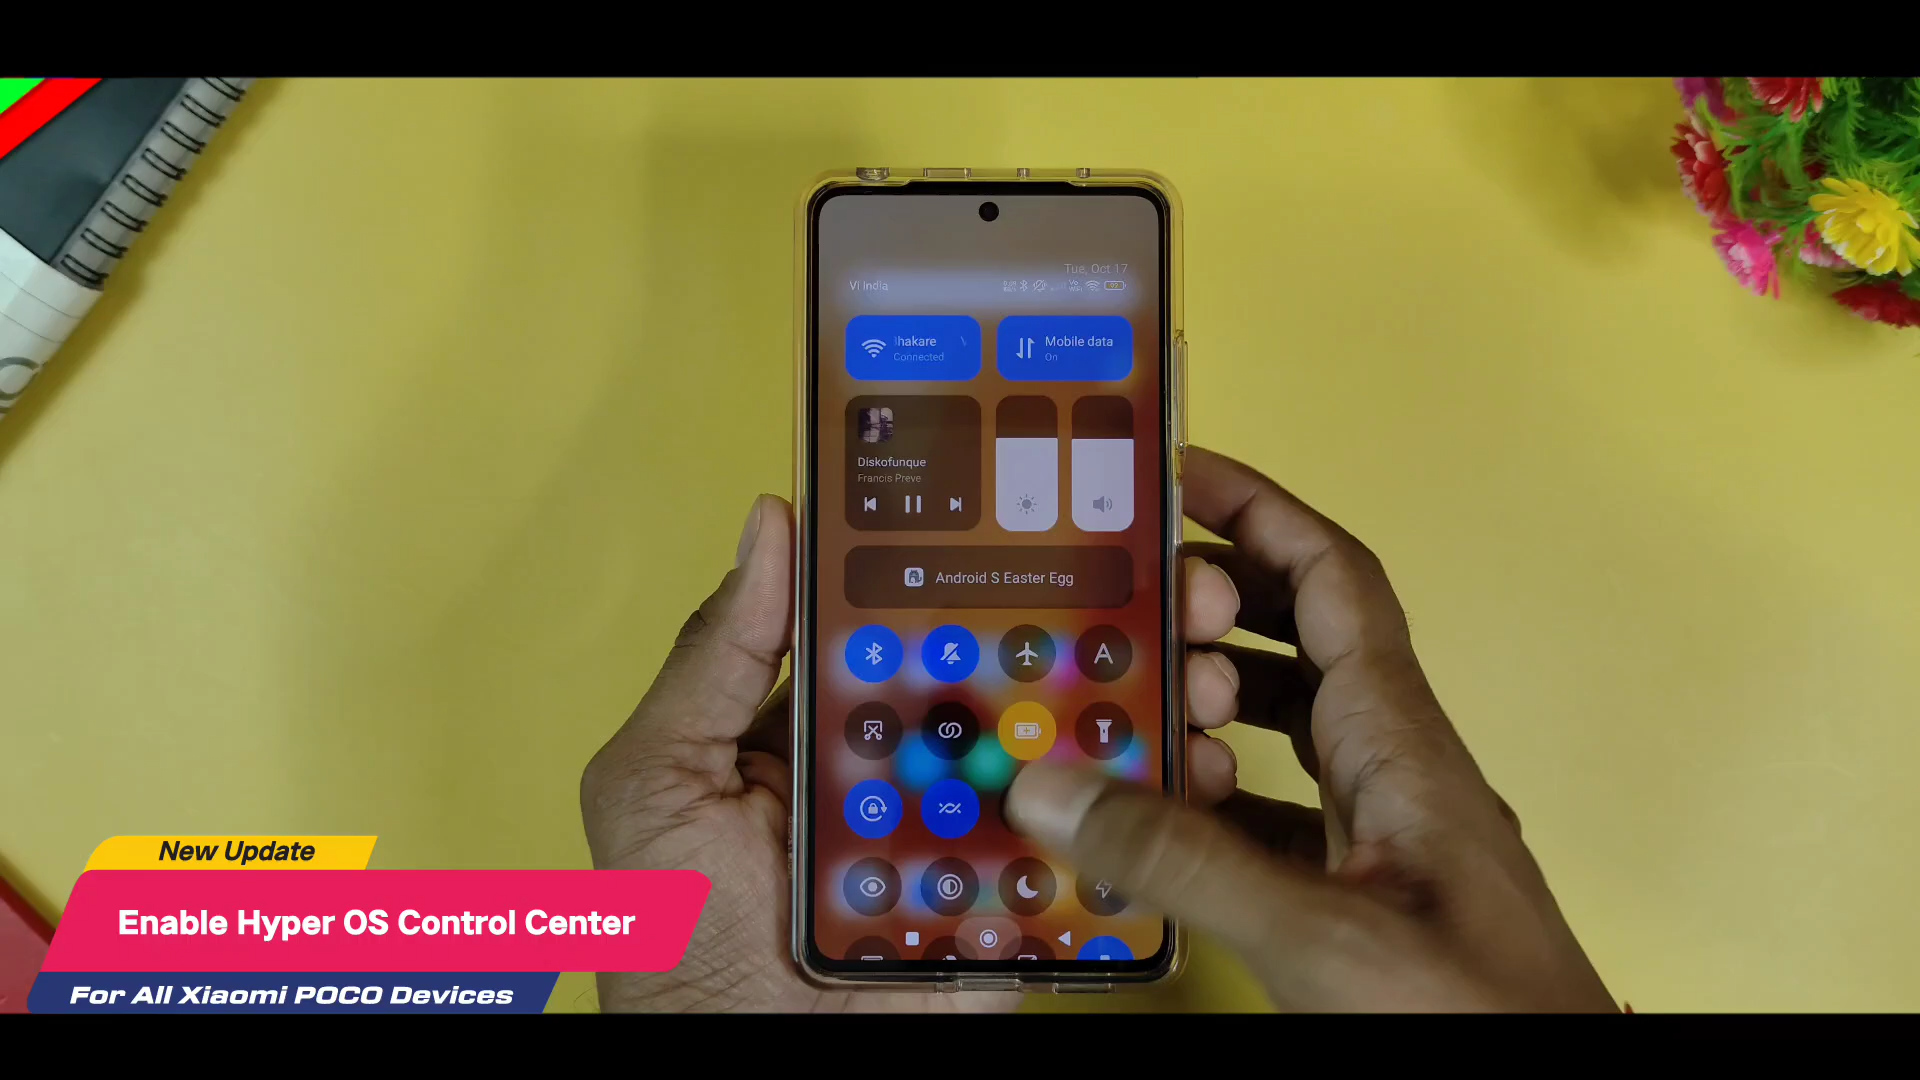 Tue, Oct 17
Vi India
hakare
Connected
Mobile data
On
Diskofunque
Francis Preve
Android S Easter Egg
New Update
Enable Hyper OS Control Center
For All Xiaomi POCO Devices